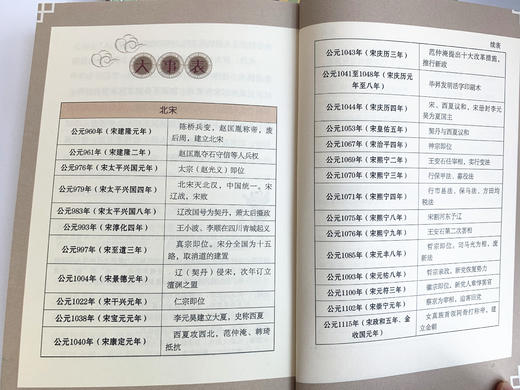 大事表
北宋
公元960年（宋建隆元年） 陈桥兵变，赵匡胤称帝，废
后周，建立北宋
公元961年（宋建隆二年） 赵匡胤夺石守信等人兵权
公元976年（宋太平兴国元年） 太宗（赵光义）即位
公元979年（宋太平兴国四年） 北宋灭北汉，中国统一。宋
辽战，宋败
公元983年（宋太平兴国八年） 辽改国号为契丹，萧太后摄政
公元993年（宋淳化四年） 王小波、李顺在四川青城起义
公元997年（宋至道三年） 真宗即位。宋分全国为十五
路，取消道的建置
公元1004年（宋景德元年） 辽（契丹）侵宋，次年订立
澶渊之盟
公元1022年（宋干兴元年） 仁宗即位
公元1038年（宋宝元元年） 李元昊建立大夏，史称西夏
公元1040年（宋康定元年） 西夏攻西北，范仲淹、韩琦
抵抗
续表
公元1043年（宋庆历三年） 范仲淹提出十大改革措施，
推行新政
公元1041至1048年（宋庆历元
年至八年） 毕昇发明活字印刷术
公元1044年（宋庆历四年） 宋、西夏议和，宋册封李元
昊为夏国主
公元1053年（宋皇佑五年） 契丹与西夏议和
公元1067年（宋治平四年） 神宗即位
公元1069年（宋熙宁二年） 王安石任宰相，实行变法
公元1070年（宋熙宁三年） 行保甲法、募役法
公元1071年（宋熙宁四年） 行市易法、保马法、方田均
税法
公元1075年（宋熙宁八年） 宋割河东予辽
公元1076年（宋熙宁九年） 王安石第二次罢相
公元1085年（宋元丰八年） 哲宗即位，司马光为相，废
新法
公元1093年（宋元祐八年） 哲宗亲政，新党恢复势力
公元1100年（宋元符三年） 徽宗即位，新党人章惇罢官
公元1102年（宋崇宁元年） 蔡京为宰相，迫害旧党
公元1115年（宋政和五年、金
收国元年） 女真族首领阿骨打称帝，建
立金朝